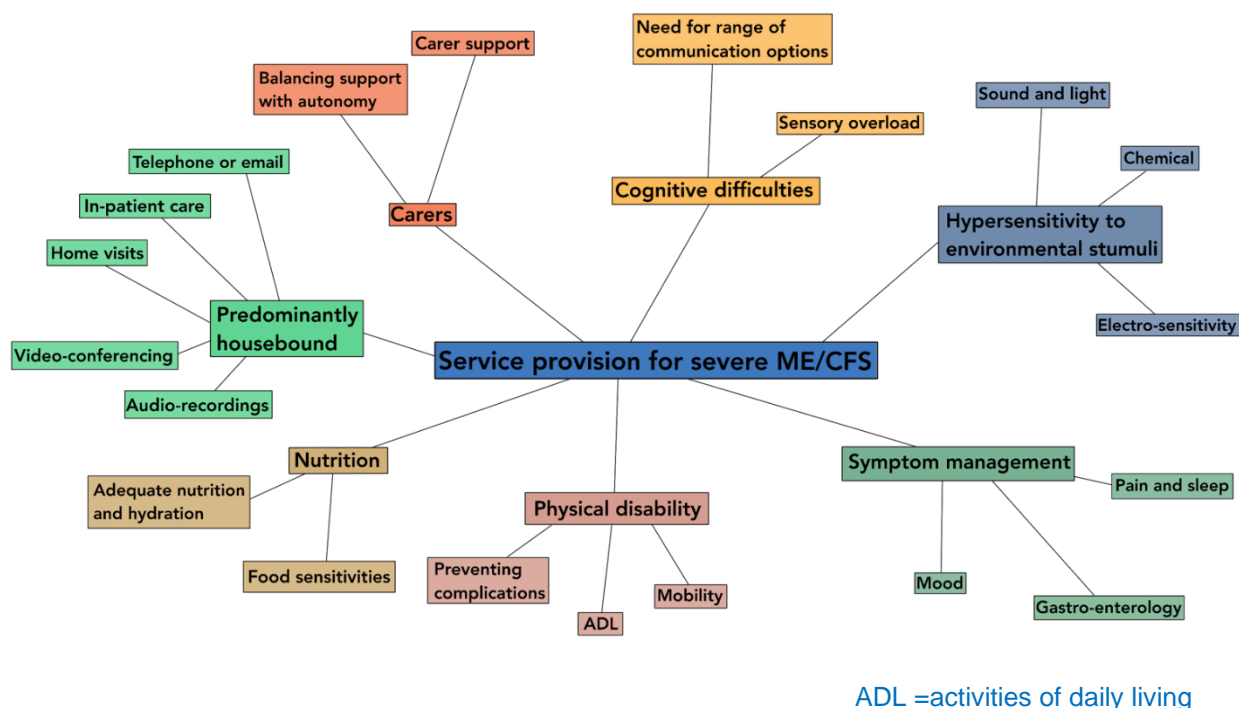 Need for range of
communication options
Carer support
Balancing support
with autonomy
Sound and light
Sensory overload
Telephone or email
Chemical
Cognitive difficulties
In-patient care
Carers
Hypersensitivity to
environmental stumuli
Home visits
Predominantly
housebound
Electro-sensitivity
Video-conferencing
Service provision for severe ME/CFS
Audio-recordings
Nutrition
Symptom management
Adequate nutrition
and hydration
Pain and sleep
Physical disability
Food sensitivities
Preventing
complications
Mood
Mobility
Gastro-enterology
ADL
ADL =activities of daily living